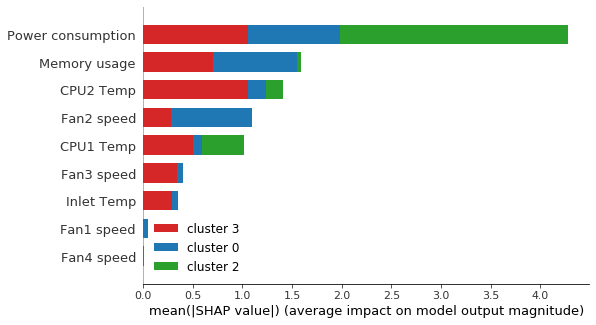 Power consumption
Memory usage
CPU2 Temp
Fan2 speed
CPU1 Temp
Fan3 speed
Inlet Temp
Fan1 speed
Fan4 speed
cluster 3
cluster 0
cluster 2
0.0 0.5 1.0 1.5 2.0 2.5 3.0 3.5 4.0
mean(|SHAP value|) (average impact on model output magnitude)